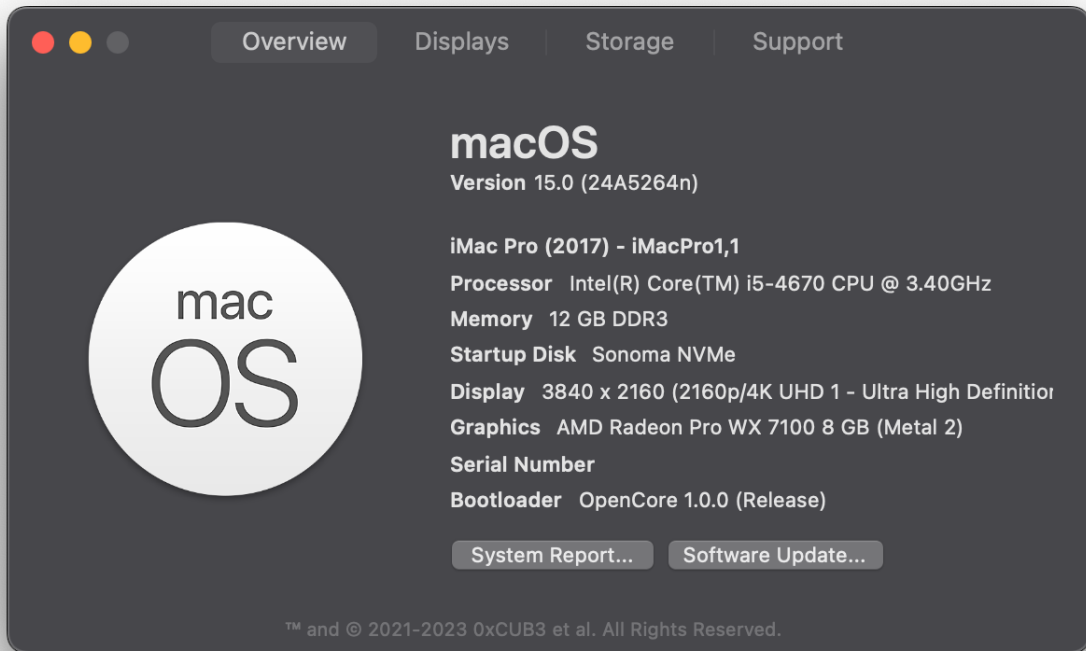 Overview Displays Storage Support
macOS
Version 15.0 (24A5264n)
mac
OS
iMac Pro (2017) - iMacPro1,1
Processor Intel(R) Core(TM) i5-4670 CPU @ 3.40GHz
Memory 12 GB DDR3
Startup Disk Sonoma NVMe
Display 3840 x 2160 (2160p/4K UHD 1 - Ultra High Definition
Graphics AMD Radeon Pro WX 7100 8 GB (Metal 2)
Serial Number
Bootloader OpenCore 1.0.0 (Release)
System Report... Software Update...
™ and © 2021-2023 0xCUB3 et al. All Rights Reserved.